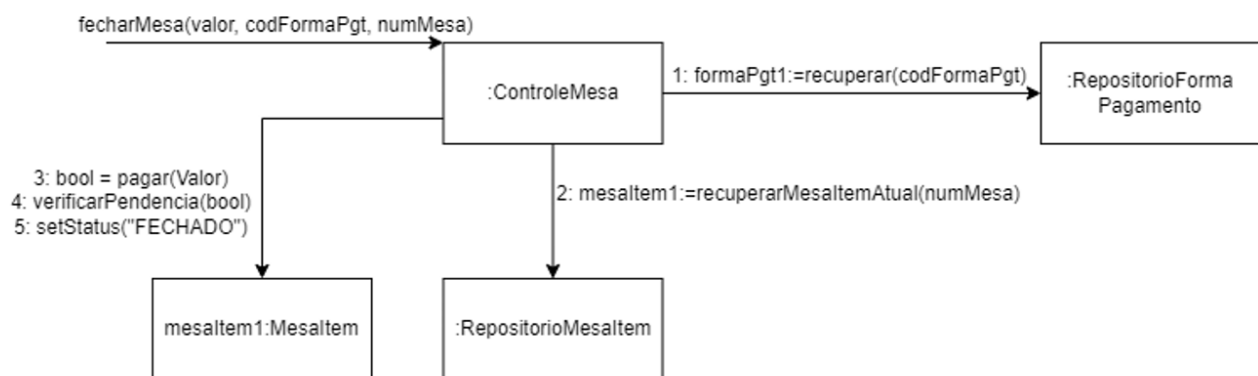 fecharMesa(valor, codFormaPgt, numMesa)
:ControleMesa
1: formaPgt1:=recuperar(codFormaPgt)
:RepositorioForma
Pagamento
3: bool = pagar(Valor)
4: verificarPendencia(bool)
5: setStatus("FECHADO")
2: mesaItem1:=recuperarMesaItemAtual(numMesa)
mesaItem1:MesaItem
:RepositorioMesaItem